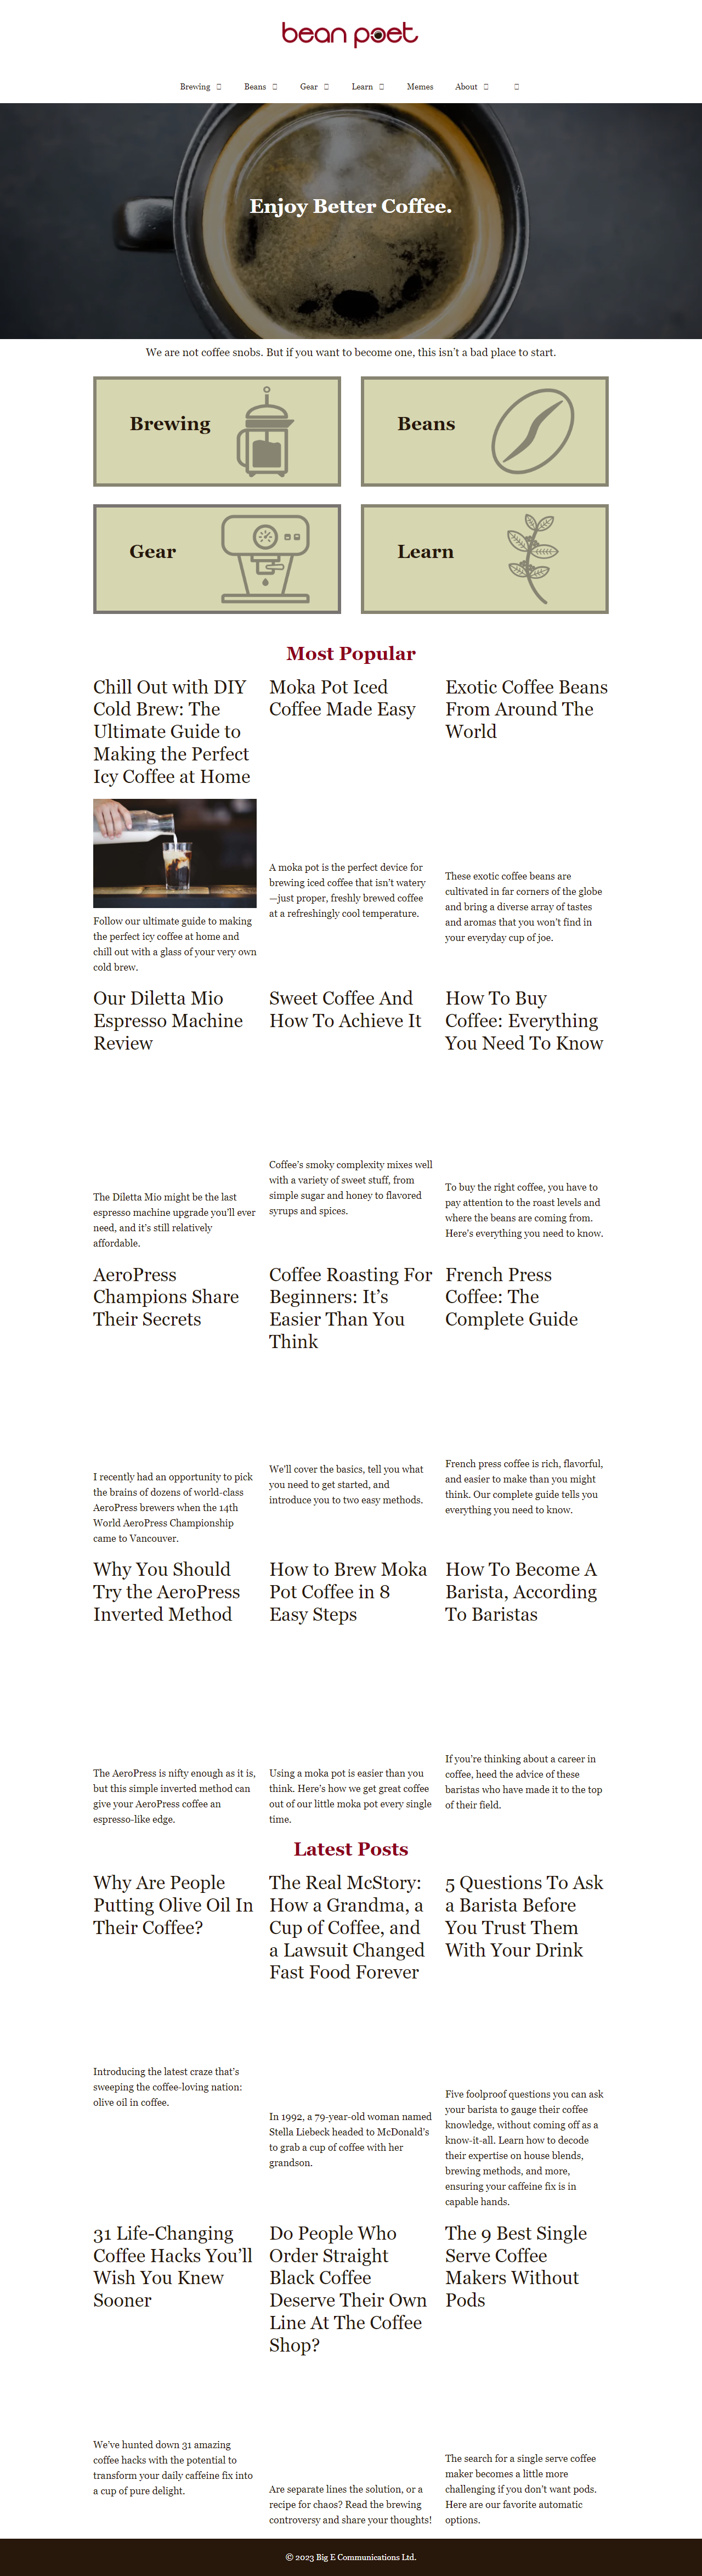 bean poet
Brewing Beans Gear Learn Memes About
Enjoy Better Coffee.
We are not coffee snobs. But if you want to become one, this isn’t a bad place to start.
Brewing
Beans
Gear
Learn
Most Popular
Chill Out with DIY
Cold Brew: The
Ultimate Guide to
Making the Perfect
Icy Coffee at Home
Follow our ultimate guide to making
the perfect icy coffee at home and
chill out with a glass of your very own
cold brew.
Moka Pot Iced
Coffee Made Easy
A moka pot is the perfect device for
brewing iced coffee that isn’t watery
—just proper, freshly brewed coffee
at a refreshingly cool temperature.
Exotic Coffee Beans
From Around The
World
These exotic coffee beans are
cultivated in far corners of the globe
and bring a diverse array of tastes
and aromas that you won’t find in
your everyday cup of joe.
Our Diletta Mio
Espresso Machine
Review
The Diletta Mio might be the last
espresso machine upgrade you’ll ever
need, and it’s still relatively
affordable.
Sweet Coffee And
How To Achieve It
Coffee’s smoky complexity mixes well
with a variety of sweet stuff, from
simple sugar and honey to flavored
syrups and spices.
How To Buy
Coffee: Everything
You Need To Know
To buy the right coffee, you have to
pay attention to the roast levels and
where the beans are coming from.
Here’s everything you need to know.
AeroPress
Champions Share
Their Secrets
I recently had an opportunity to pick
the brains of dozens of world-class
AeroPress brewers when the 14th
World AeroPress Championship
came to Vancouver.
Coffee Roasting For
Beginners: It’s
Easier Than You
Think
We’ll cover the basics, tell you what
you need to get started, and
introduce you to two easy methods.
French Press
Coffee: The
Complete Guide
French press coffee is rich, flavorful,
and easier to make than you might
think. Our complete guide tells you
everything you need to know.
Why You Should
Try the AeroPress
Inverted Method
The AeroPress is nifty enough as it is,
but this simple inverted method can
give your AeroPress coffee an
espresso-like edge.
How to Brew Moka
Pot Coffee in 8
Easy Steps
Using a moka pot is easier than you
think. Here’s how we get great coffee
out of our little moka pot every single
time.
How To Become A
Barista, According
To Baristas
If you’re thinking about a career in
coffee, heed the advice of these
baristas who have made it to the top
of their field.
Latest Posts
Why Are People
Putting Olive Oil In
Their Coffee?
Introducing the latest craze that’s
sweeping the coffee-loving nation:
olive oil in coffee.
The Real McStory:
How a Grandma, a
Cup of Coffee, and
a Lawsuit Changed
Fast Food Forever
In 1992, a 79-year-old woman named
Stella Liebeck headed to McDonald’s
to grab a cup of coffee with her
grandson.
5 Questions To Ask
a Barista Before
You Trust Them
With Your Drink
Five foolproof questions you can ask
your barista to gauge their coffee
knowledge, without coming off as a
know-it-all. Learn how to decode
their expertise on house blends,
brewing methods, and more,
ensuring your caffeine fix is in
capable hands.
31 Life-Changing
Coffee Hacks You’ll
Wish You Knew
Sooner
We’ve hunted down 31 amazing
coffee hacks with the potential to
transform your daily caffeine fix into
a cup of pure delight.
Do People Who
Order Straight
Black Coffee
Deserve Their Own
Line At The Coffee
Shop?
Are separate lines the solution, or a
recipe for chaos? Read the brewing
controversy and share your thoughts!
The 9 Best Single
Serve Coffee
Makers Without
Pods
The search for a single serve coffee
maker becomes a little more
challenging if you don’t want pods.
Here are our favorite automatic
options.
© 2023 Big E Communications Ltd.